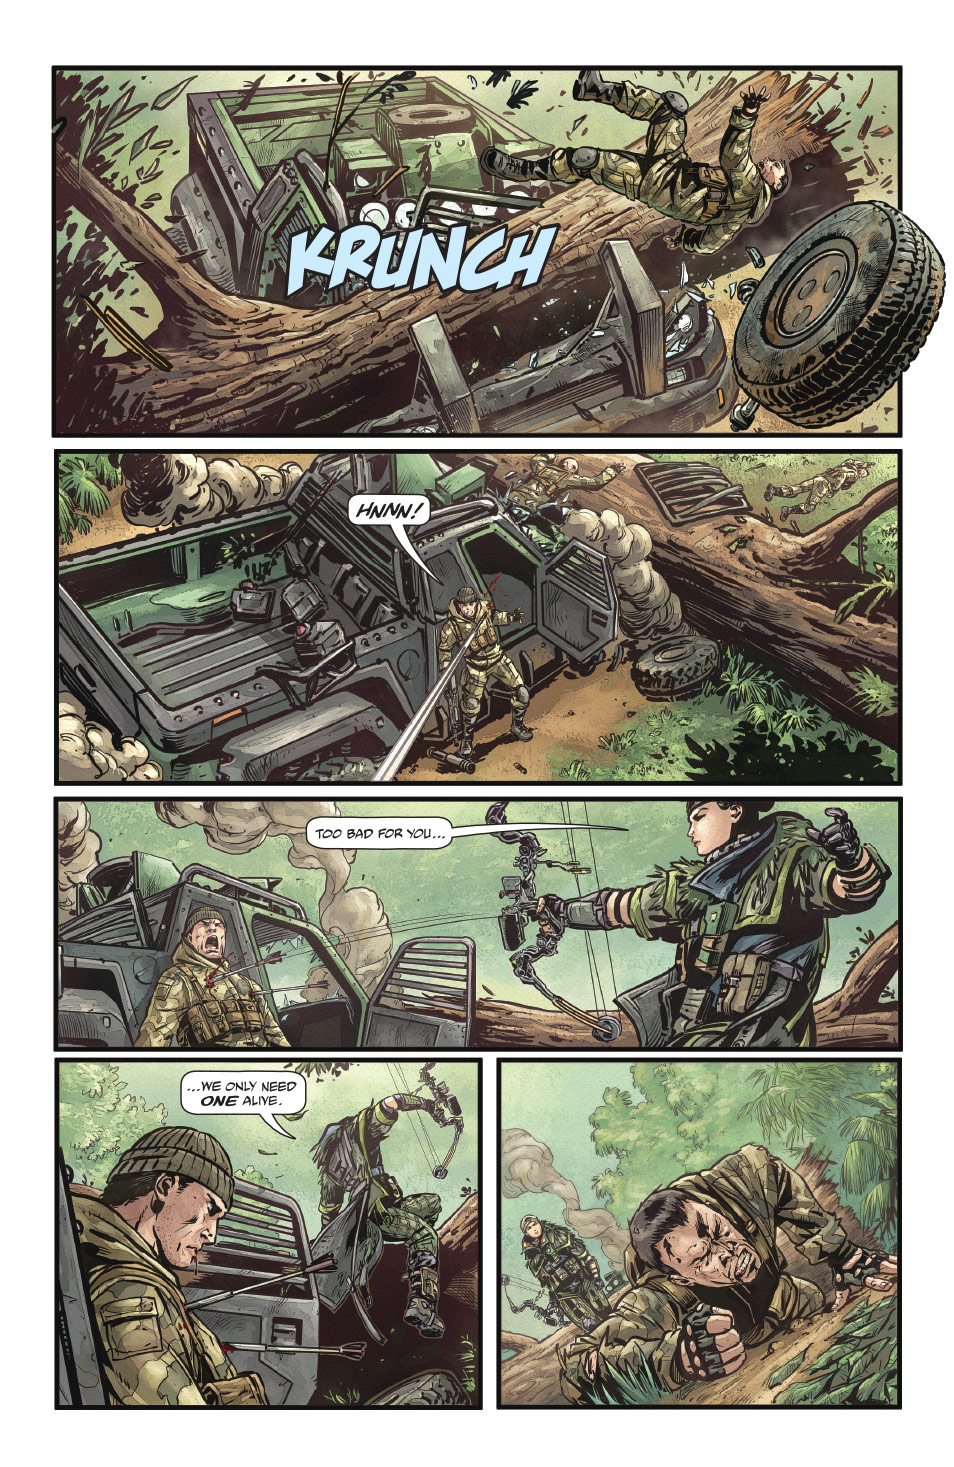 KRUNCH
HNNN!
TOO BAD FOR YOU...
...WE ONLY NEED
ONE ALIVE.